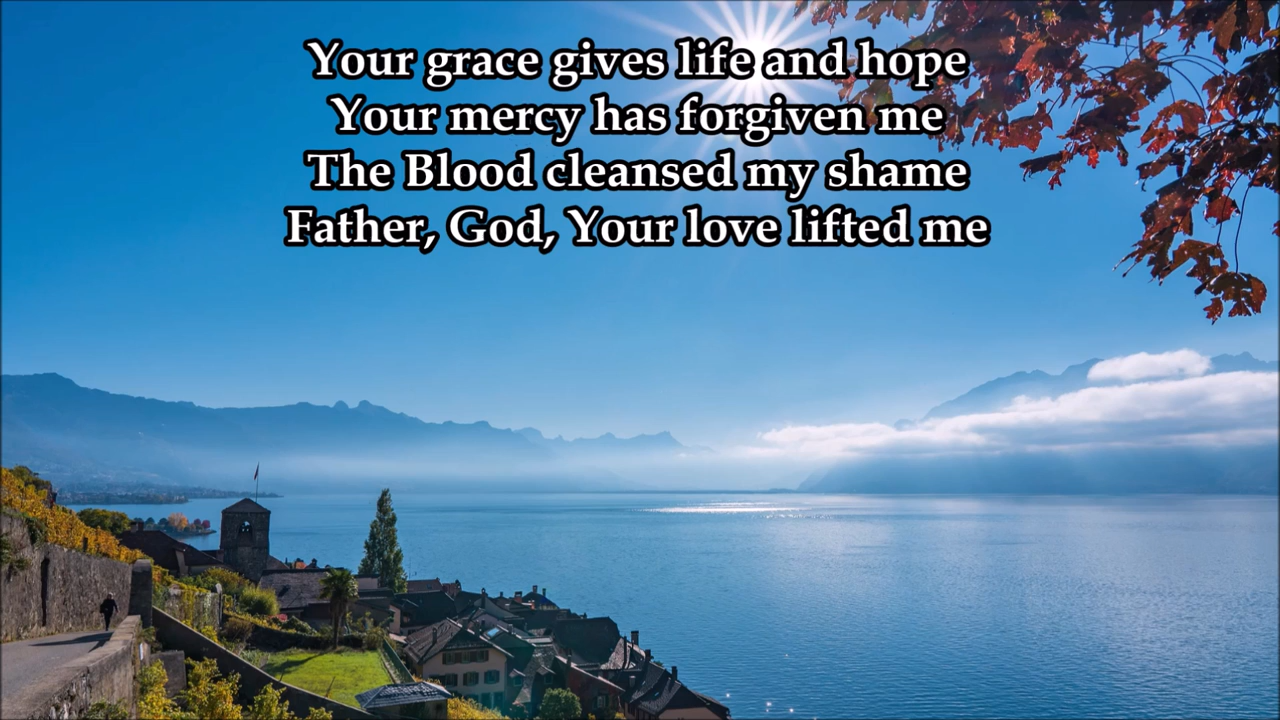 Your grace gives life and hope
Your mercy has forgiven me
The Blood cleansed my shame
Father, God, Your love lifted me